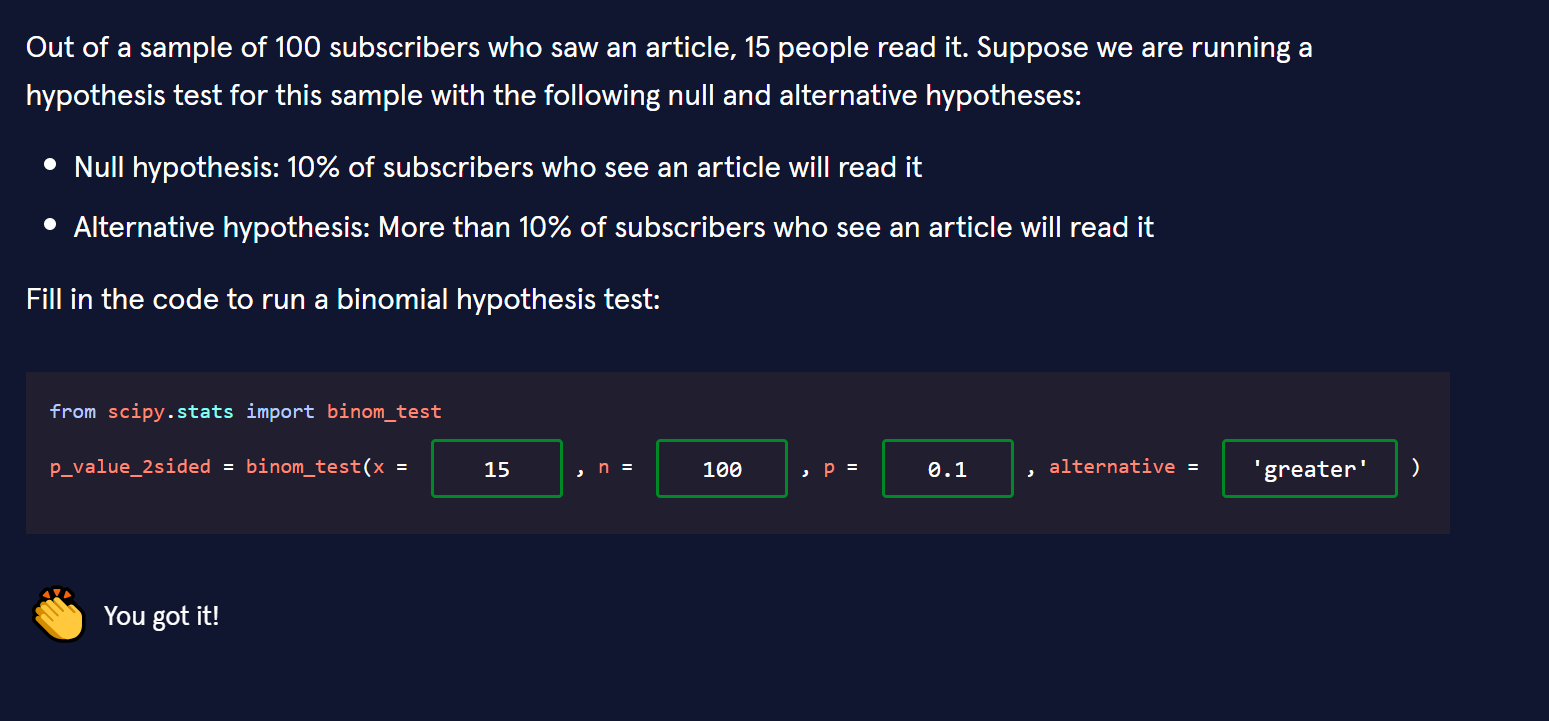 Out of a sample of 100 subscribers who saw an article, 15 people read it. Suppose we are running a
hypothesis test for this sample with the following null and alternative hypotheses:
• Null hypothesis: 10% of subscribers who see an article will read it
• Alternative hypothesis: More than 10% of subscribers who see an article will read it
Fill in the code to run a binomial hypothesis test:
from scipy.stats import binom_test
p_value_2sided = binom_test(x = 15 , n = 100 , p = 0.1 , alternative = 'greater' )
You got it!